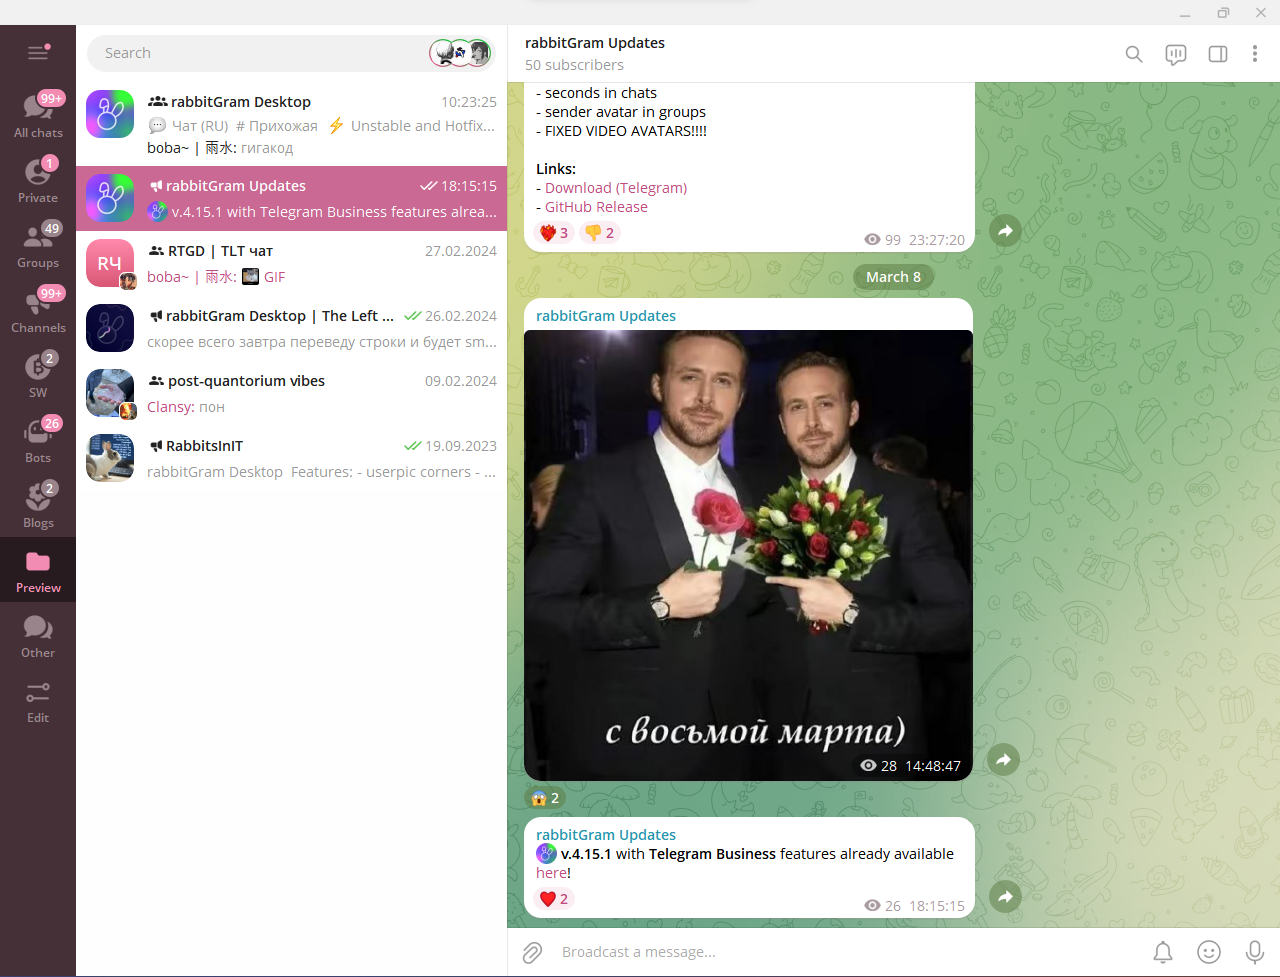 Search
99+
All chats
1
Private
49
Groups
99+
Channels
2
SW
26
Bots
2
Blogs
Preview
Other
Edit
rabbitGram Desktop 10:23:25
Чат (RU) # Прихожая ⚡ Unstable and Hotfix...
boba~ | 雨水: гигакод
rabbitGram Updates 18:15:15
v.4.15.1 with Telegram Business features alrea...
RTGD | TLT чат 27.02.2024
RЧ
boba~ | 雨水: GIF
rabbitGram Desktop | The Left ... 26.02.2024
скорее всего завтра переведу строки и будет sm...
post-quantorium vibes 09.02.2024
Clansy: пон
RabbitsInIT 19.09.2023
rabbitGram Desktop Features: - userpic corners - ...
rabbitGram Updates
50 subscribers
- seconds in chats
- sender avatar in groups
- FIXED VIDEO AVATARS!!!!
Links:
- Download (Telegram)
- GitHub Release
❤️‍🔥 3 👎 2 99 23:27:20
March 8
rabbitGram Updates
с восьмой марта)
28 14:48:47
😱 2
rabbitGram Updates
v.4.15.1 with Telegram Business features already available
here!
❤️ 2 26 18:15:15
Broadcast a message...